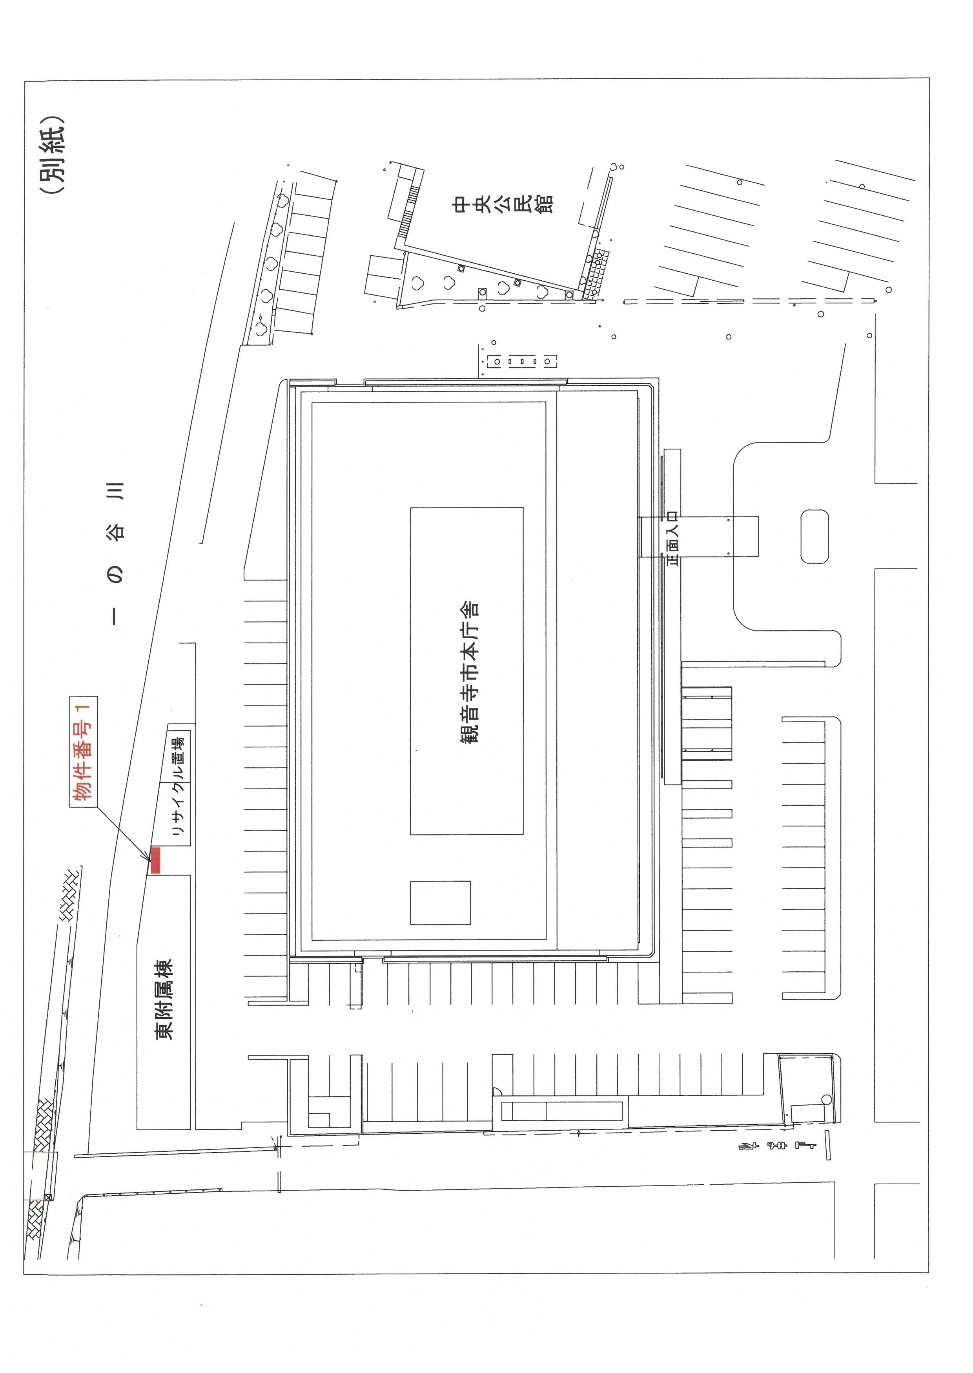 （別紙）
中央公民館
一の谷川
正面入口
観音寺市本庁舎
物件番号1
リサイクル置場
東附属棟